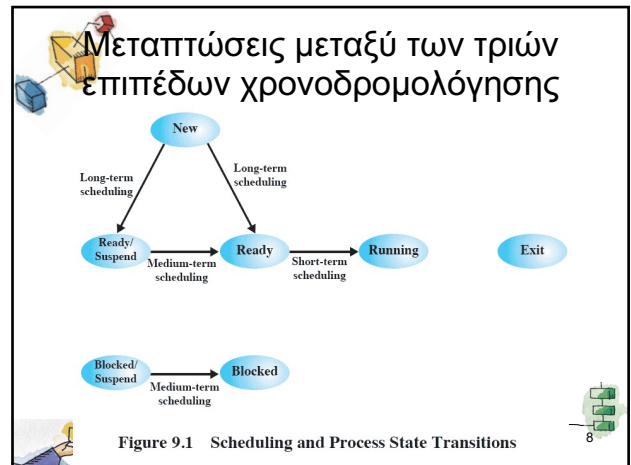 Μεταπτώσεις μεταξύ των τριών
επιπέδων χρονοδρομολόγησης
New
Long-term
scheduling
Long-term
scheduling
Ready/
Suspend
Medium-term
scheduling
Ready
Short-term
scheduling
Running
Exit
Blocked/
Suspend
Medium-term
scheduling
Blocked
Figure 9.1 Scheduling and Process State Transitions
8